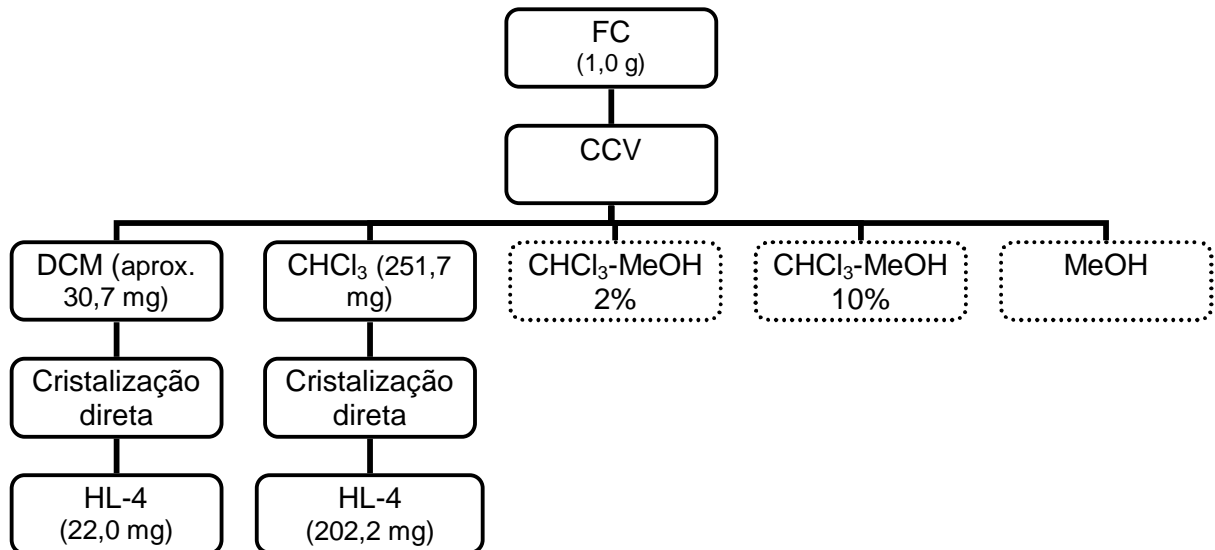 FC
(1,0 g)
CCV
DCM (aprox.
30,7 mg)
CHCl₃ (251,7
mg)
CHCl₃-MeOH
2%
CHCl₃-MeOH
10%
MeOH
Cristalização
direta
Cristalização
direta
HL-4
(22,0 mg)
HL-4
(202,2 mg)